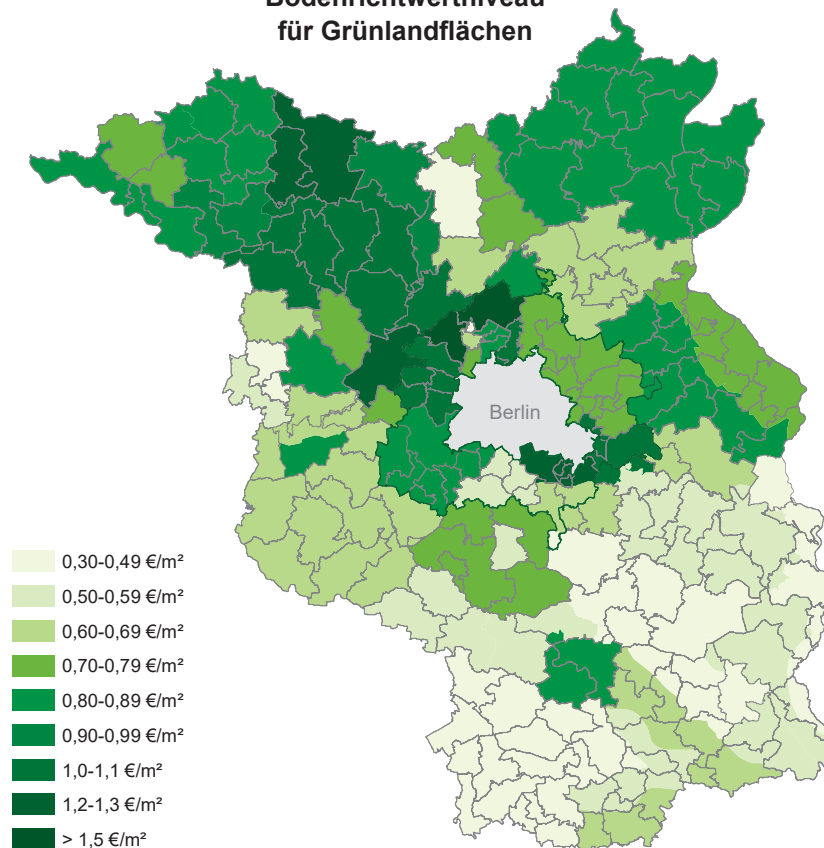 Bodenrichtwertniveau
für Grünlandflächen
Berlin
0,30-0,49 €/m²
0,50-0,59 €/m²
0,60-0,69 €/m²
0,70-0,79 €/m²
0,80-0,89 €/m²
0,90-0,99 €/m²
1,0-1,1 €/m²
1,2-1,3 €/m²
> 1,5 €/m²